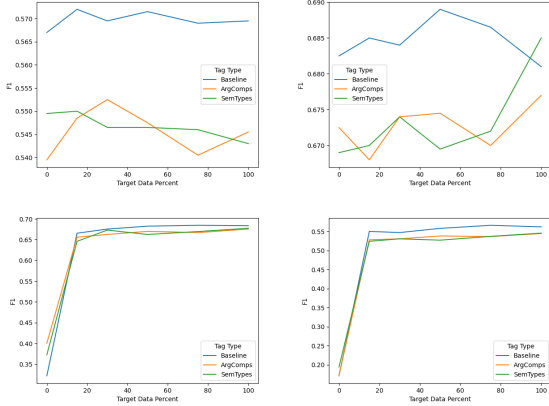 0.570
0.565
0.560
0.555
0.550
0.545
0.540
F1
Tag Type
Baseline
ArgComps
SemTypes
0 20 40 60 80 100
Target Data Percent
0.690
0.685
0.680
0.675
0.670
F1
Tag Type
Baseline
ArgComps
SemTypes
0 20 40 60 80 100
Target Data Percent
0.70
0.65
0.60
0.55
0.50
0.45
0.40
0.35
F1
Tag Type
Baseline
ArgComps
SemTypes
0 20 40 60 80 100
Target Data Percent
0.55
0.50
0.45
0.40
0.35
0.30
0.25
0.20
F1
Tag Type
Baseline
ArgComps
SemTypes
0 20 40 60 80 100
Target Data Percent